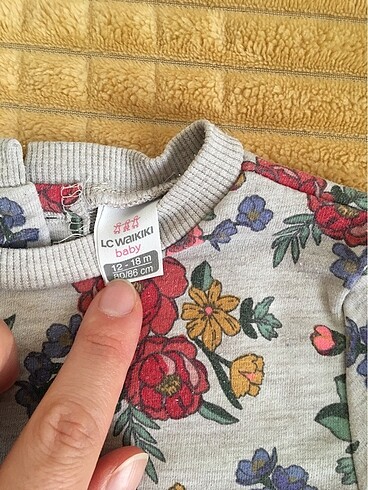 LC WAIKIKI
baby
12 - 18 m
80/86 cm